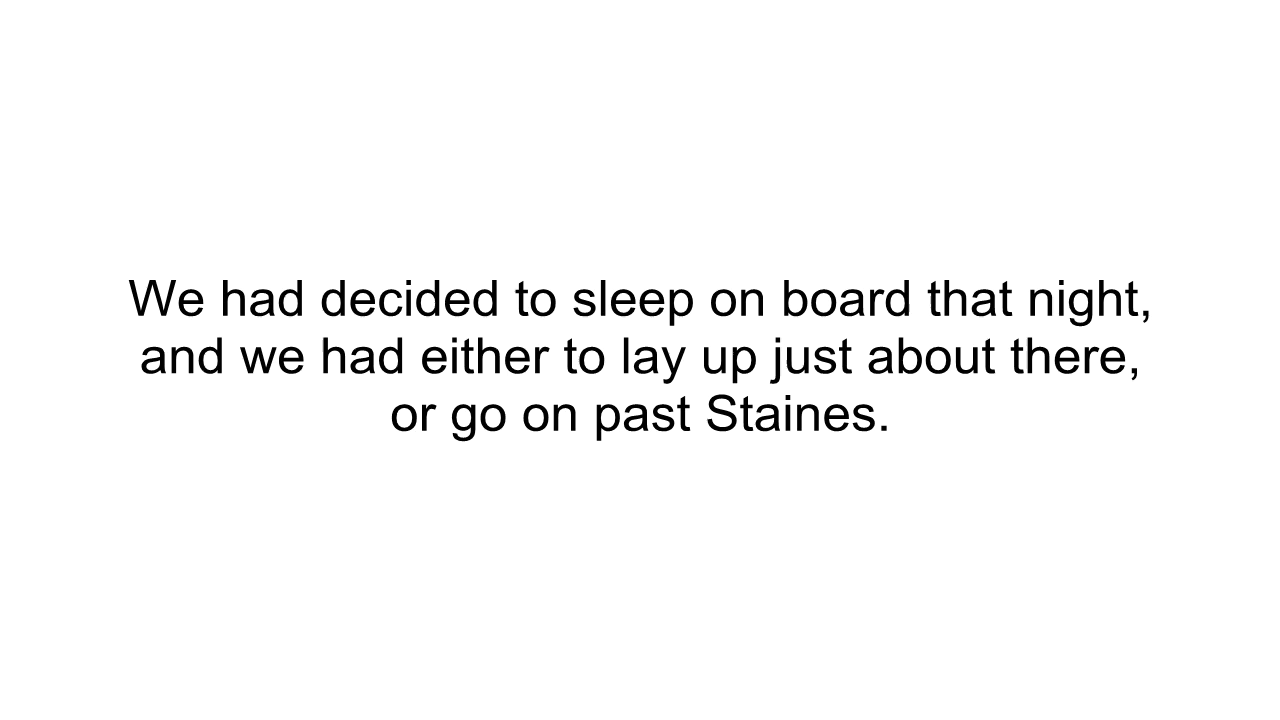 We had decided to sleep on board that night,
and we had either to lay up just about there,
or go on past Staines.